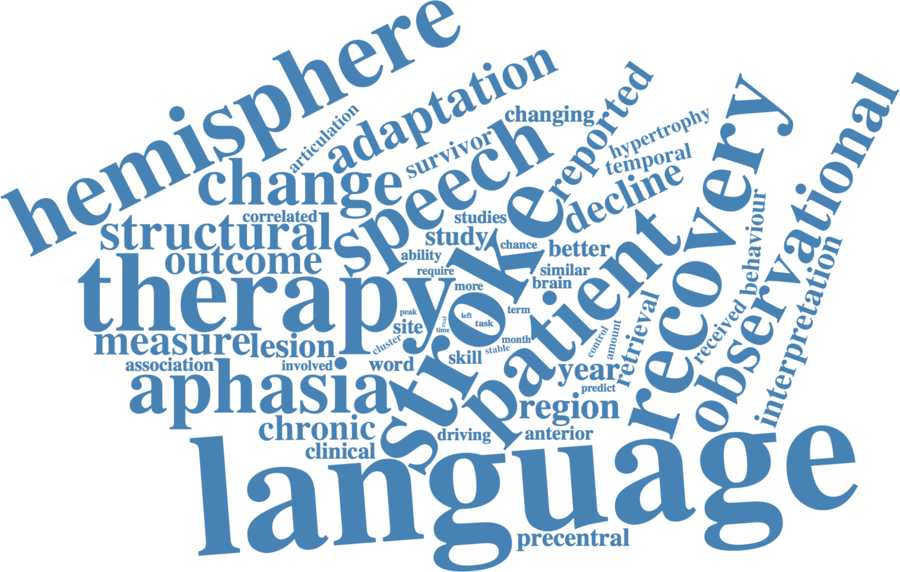 hemisphere
articulation
adaptation
changing
reported
hypertrophy
temporal
survivor
change
speech
correlated
structural
outcome
studies
study
chance
better
decline
recovery
observational
behaviour
interpretation
received
ability
require
similar
brain
more
therapy
stroke
patient
peak
site
real
time
left
task
term
month
cluster
stable
control
amount
retrieval
measure
lesion
association
involved
word
skill
year
predict
aphasia
region
chronic
clinical
driving
anterior
language
precentral